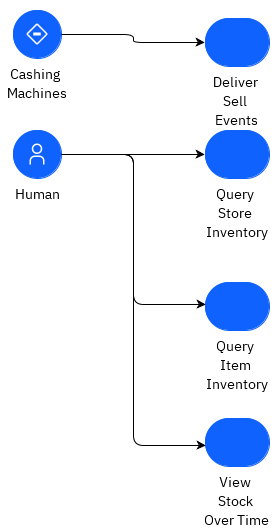 Cashing
Machines
Deliver
Sell
Events
Human
Query
Store
Inventory
Query
Item
Inventory
View
Stock
Over Time